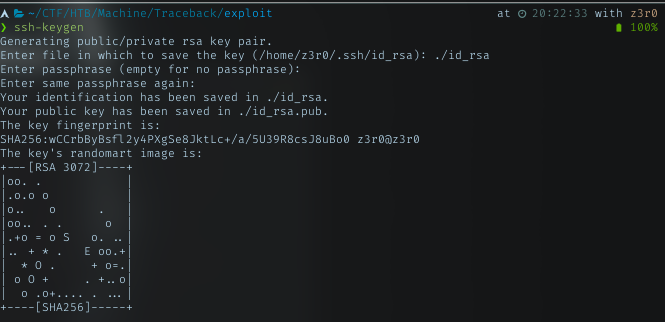 ~/CTF/HTB/Machine/Traceback/exploit at 20:22:33 with z3r0
❯ ssh-keygen 100%
Generating public/private rsa key pair.
Enter file in which to save the key (/home/z3r0/.ssh/id_rsa): ./id_rsa
Enter passphrase (empty for no passphrase):
Enter same passphrase again:
Your identification has been saved in ./id_rsa.
Your public key has been saved in ./id_rsa.pub.
The key fingerprint is:
SHA256:wCCrbByBsfl2y4PXgSe8JktLc+/a/5U39R8csJ8uBo0 z3r0@z3r0
The key's randomart image is:
+---[RSA 3072]----+
|oo. .            |
|.o.o o           |
|o..   o      .   |
|oo.. . .      o  |
|.+o = o S   o. ..|
|.. + * .   E oo.+|
|  * O .     + o=.|
| o O +     . +..o|
|  o .o+.... . ...|
+----[SHA256]-----+